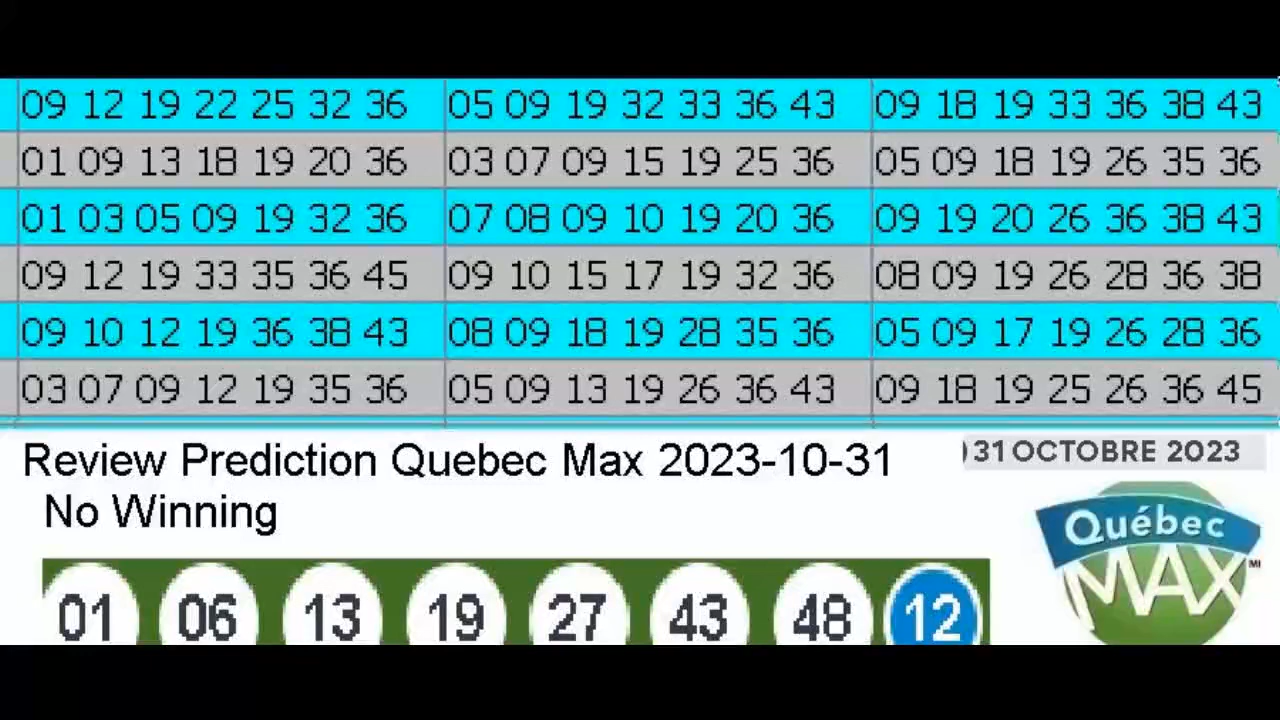 09 12 19 22 25 32 36 05 09 19 32 33 36 43 09 18 19 33 36 38 43
01 09 13 18 19 20 36 03 07 09 15 19 25 36 05 09 18 19 26 35 36
01 03 05 09 19 32 36 07 08 09 10 19 20 36 09 19 20 26 36 38 43
09 12 19 33 35 36 45 09 10 15 17 19 32 36 08 09 19 26 28 36 38
09 10 12 19 36 38 43 08 09 18 19 28 35 36 05 09 17 19 26 28 36
03 07 09 12 19 35 36 05 09 13 19 26 36 43 09 18 19 25 26 36 45
Review Prediction Quebec Max 2023-10-31
31 OCTOBRE 2023
No Winning
Québec
MAX MI
01 06 13 19 27 43 48 12